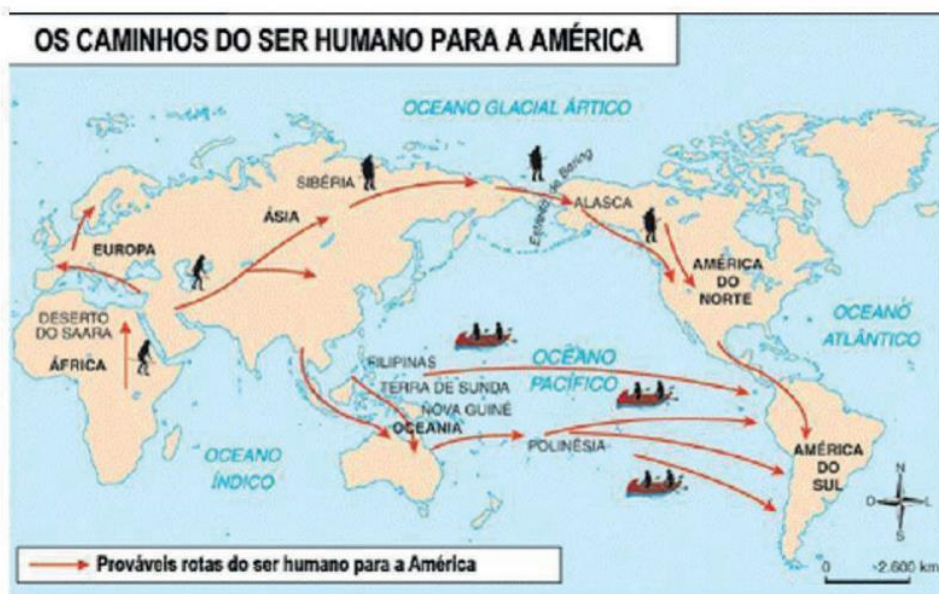 OS CAMINHOS DO SER HUMANO PARA A AMÉRICA
OCEANO GLACIAL ÁRTICO
SIBÉRIA
Estreito de Bering
ALASCA
ÁSIA
EUROPA
AMÉRICA
DO
NORTE
DESERTO
DO SAARA
ÁFRICA
OCEANO
ATLÂNTICO
FILIPINAS
OCEANO
PACÍFICO
TERRA DE SUNDA
NOVA GUINÉ
OCEANIA
POLINÉSIA
OCEANO
ÍNDICO
AMÉRICA
DO
SUL
N
O
L
S
Prováveis rotas do ser humano para a América
0 2.600 km